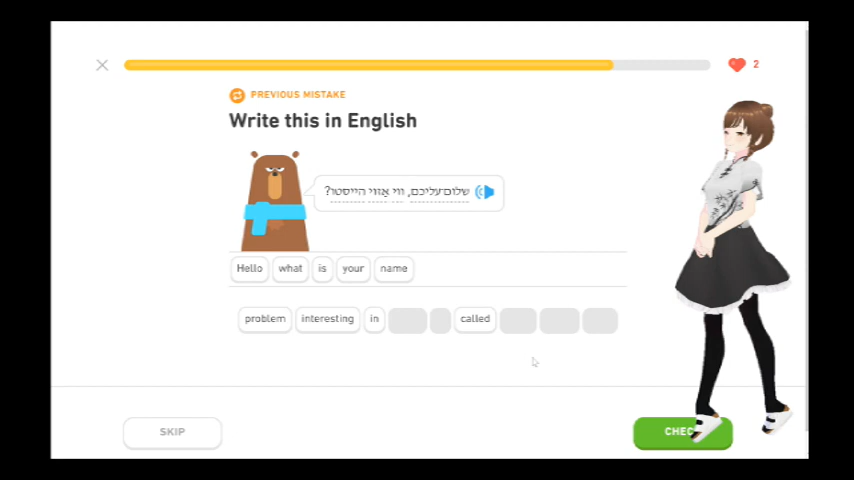 2
PREVIOUS MISTAKE
Write this in English
שלום־עליכם, ווי אַזוי הייסטו?
Hello what is your name
problem interesting in called
SKIP